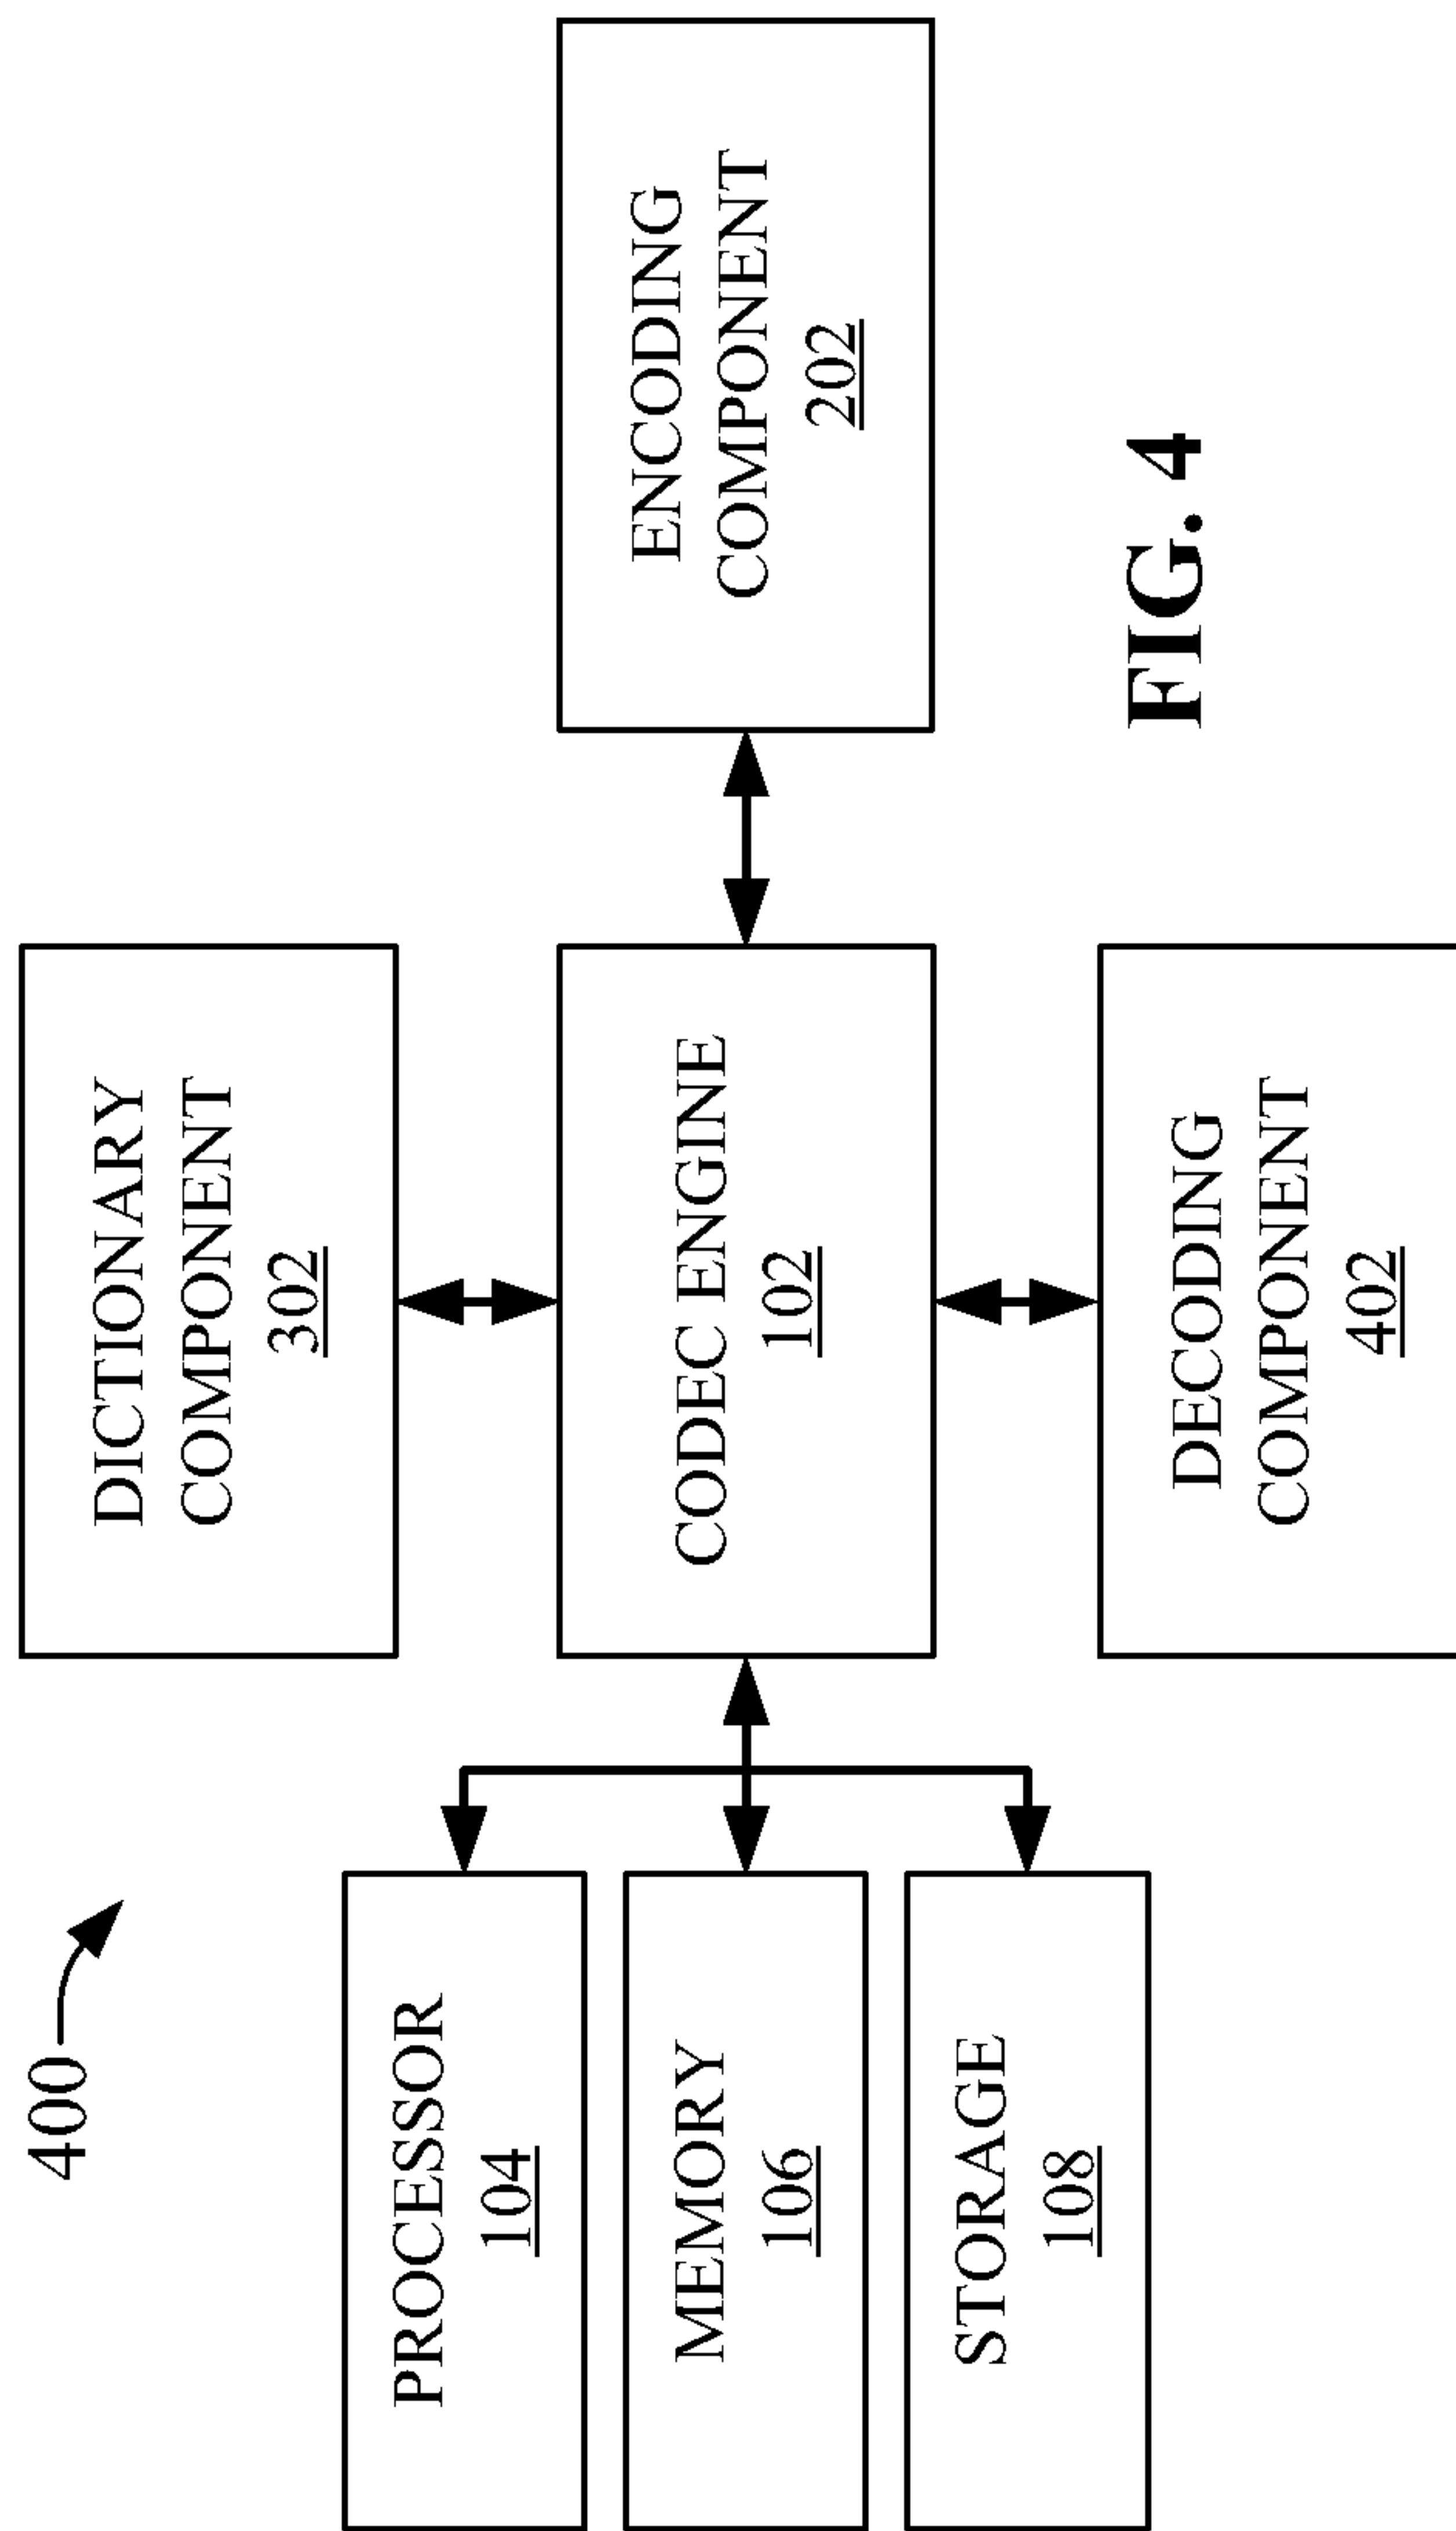 400
PROCESSOR
104
MEMORY
106
STORAGE
108
DICTIONARY
COMPONENT
302
CODEC ENGINE
102
DECODING
COMPONENT
402
ENCODING
COMPONENT
202
FIG. 4